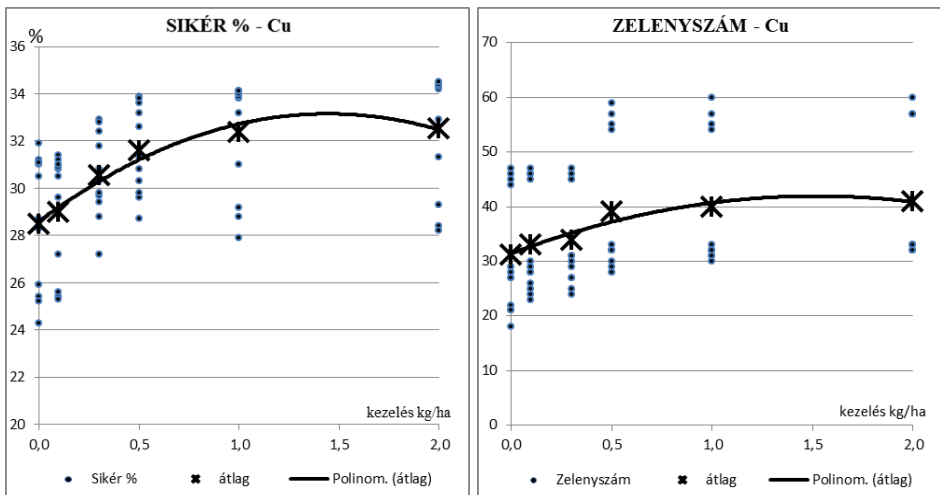 SIKÉR % - Cu
%
36
34
32
30
28
26
24
22
20
0,0 0,5 1,0 1,5 2,0
kezelés kg/ha
Sikér % átlag Polinom. (átlag)
ZELENYSZÁM - Cu
70
60
50
40
30
20
10
0
0,0 0,5 1,0 1,5 2,0
kezelés kg/ha
Zelenyszám átlag Polinom. (átlag)